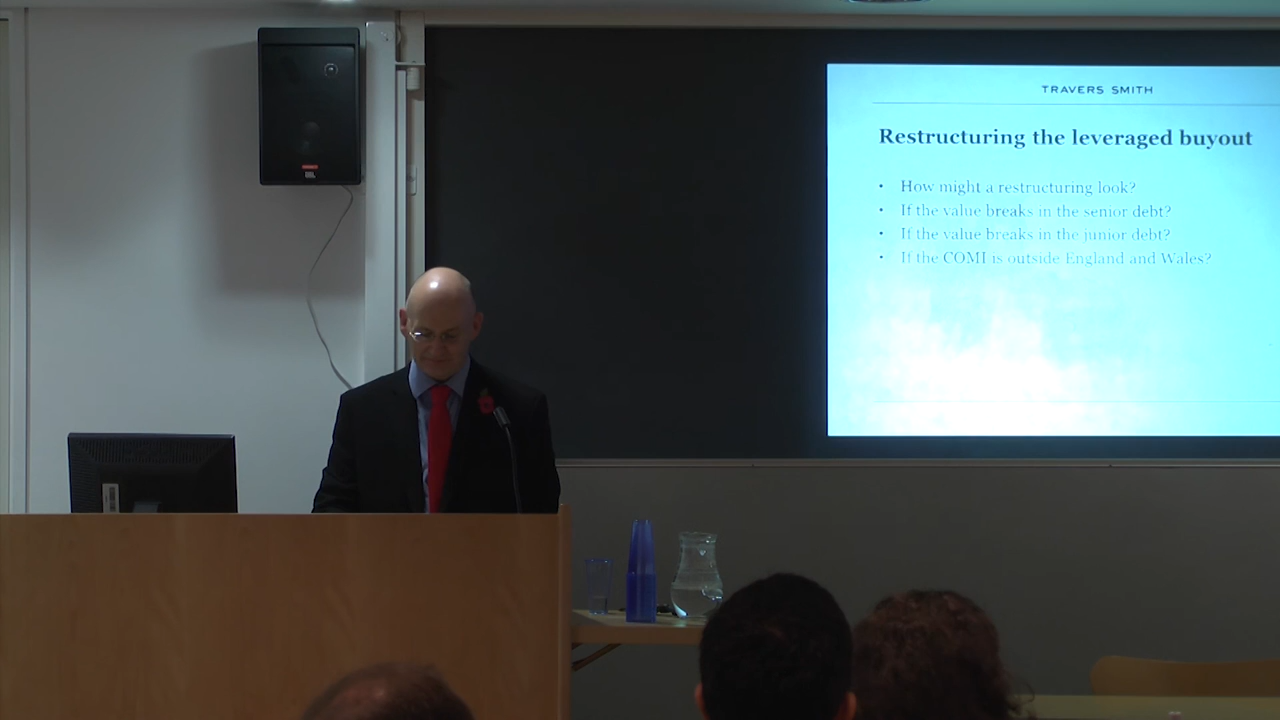 TRAVERS SMITH
Restructuring the leveraged buyout
• How might a restructuring look?
• If the value breaks in the senior debt?
• If the value breaks in the junior debt?
• If the COMI is outside England and Wales?
JBL